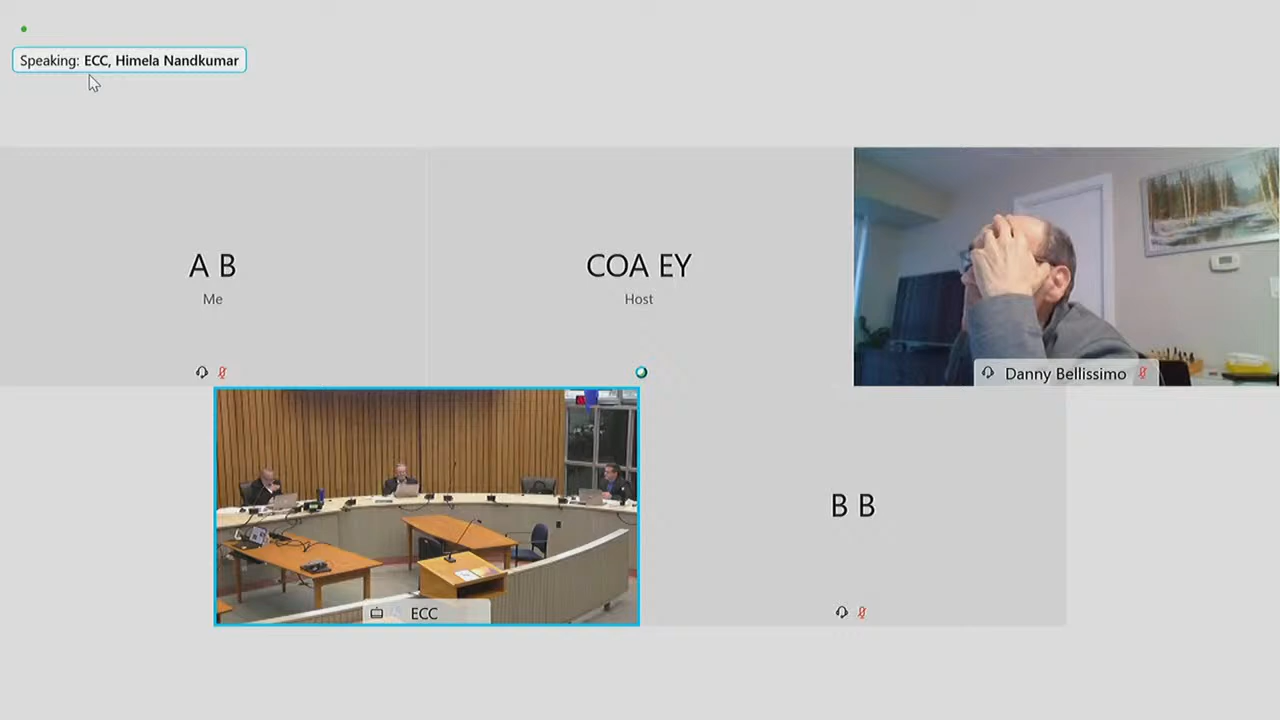 Speaking: ECC, Himela Nandkumar
A B
Me
COA EY
Host
Danny Bellissimo
ECC
B B